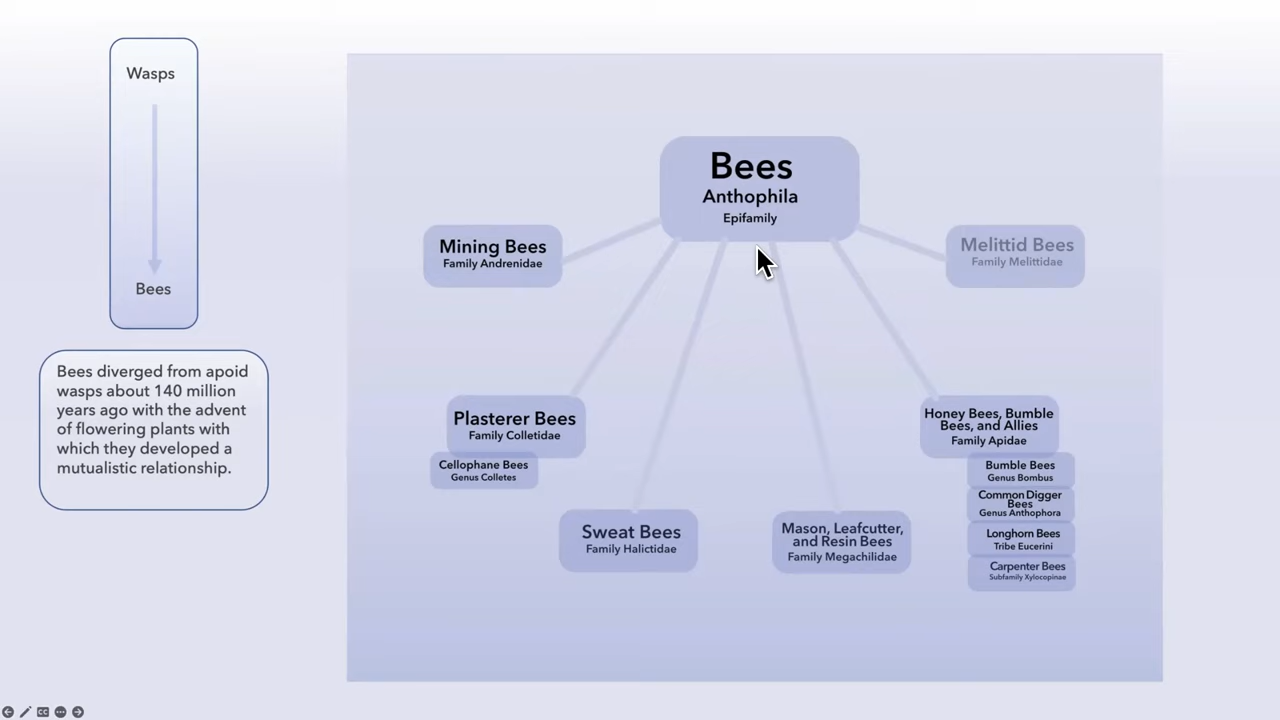 Wasps
Bees
Bees diverged from apoid
wasps about 140 million
years ago with the advent
of flowering plants with
which they developed a
mutualistic relationship.
Bees
Anthophila
Epifamily
Mining Bees
Family Andrenidae
Melittid Bees
Family Melittidae
Plasterer Bees
Family Colletidae
Cellophane Bees
Genus Colletes
Honey Bees, Bumble
Bees, and Allies
Family Apidae
Bumble Bees
Genus Bombus
Common Digger
Bees
Genus Anthophora
Longhorn Bees
Tribe Eucerini
Carpenter Bees
Subfamily Xylocopinae
Sweat Bees
Family Halictidae
Mason, Leafcutter,
and Resin Bees
Family Megachilidae
CC